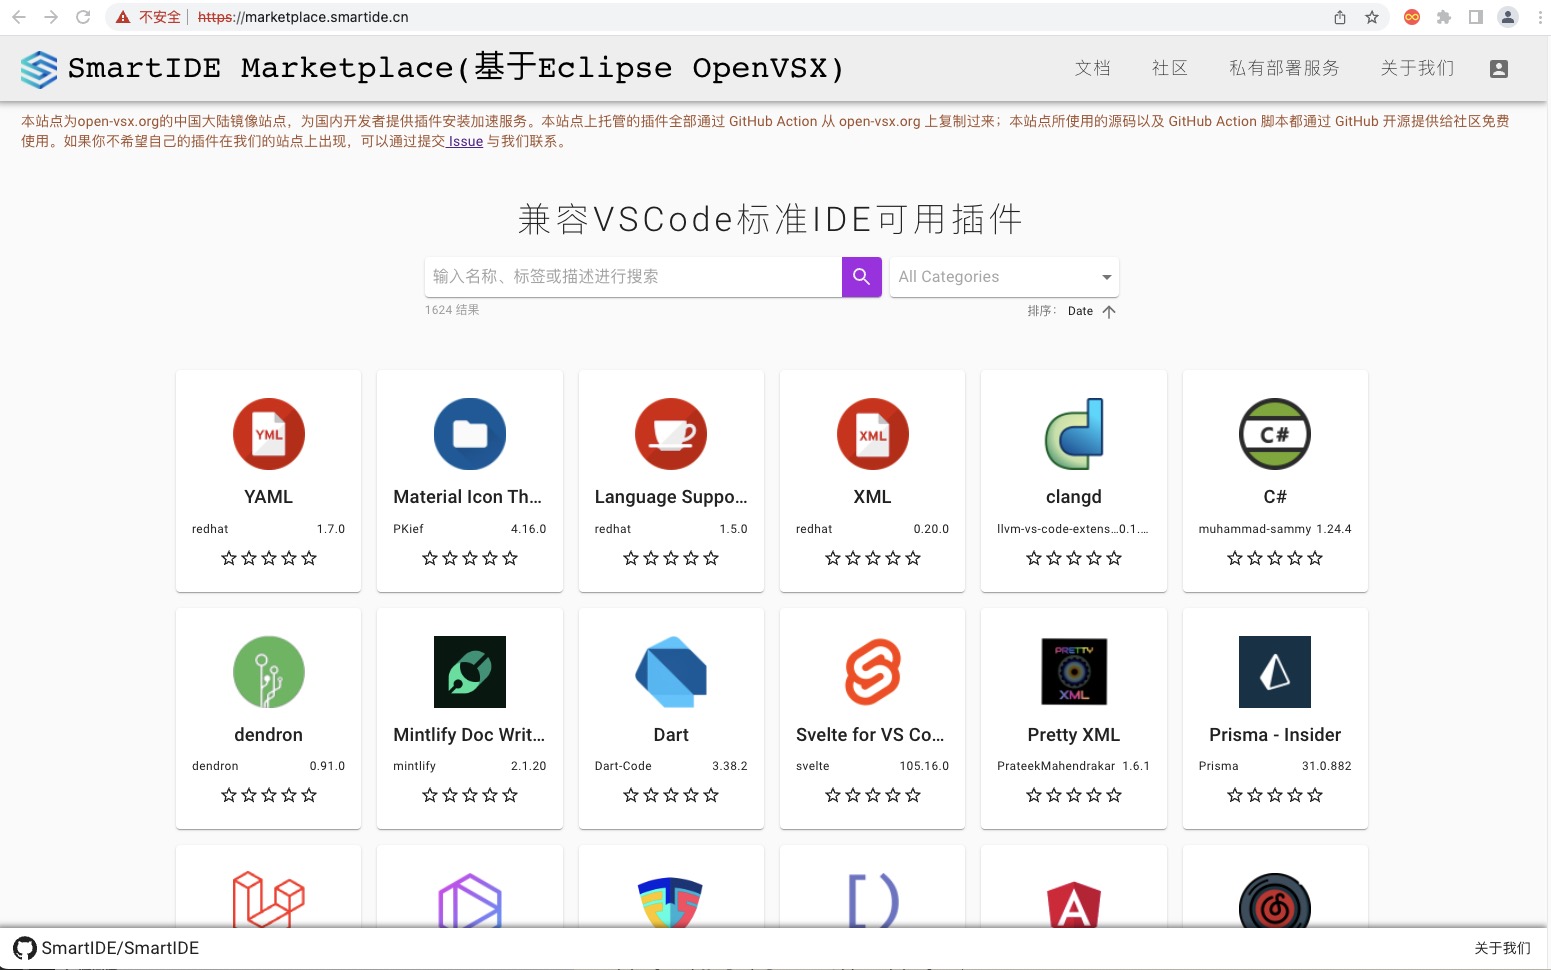 不安全 https://marketplace.smartide.cn
SmartIDE Marketplace(基于Eclipse OpenVSX)
文档 社区 私有部署服务 关于我们
本站点为open-vsx.org的中国大陆镜像站点，为国内开发者提供插件安装加速服务。本站点上托管的插件全部通过 GitHub Action 从 open-vsx.org 上复制过来；本站点所使用的源码以及 GitHub Action 脚本都通过 GitHub 开源提供给社区免费
使用。如果你不希望自己的插件在我们的站点上出现，可以通过提交 Issue 与我们联系。
兼容VSCode标准IDE可用插件
输入名称、标签或描述进行搜索 All Categories
1624 结果 排序： Date
YML XML C#
YAML Material Icon Th... Language Suppo... XML clangd C#
redhat 1.7.0 PKief 4.16.0 redhat 1.5.0 redhat 0.20.0 llvm-vs-code-extens...0.1.... muhammad-sammy 1.24.4
PRETTY
XML
dendron Mintlify Doc Writ... Dart Svelte for VS Co... Pretty XML Prisma - Insider
dendron 0.91.0 mintlify 2.1.20 Dart-Code 3.38.2 svelte 105.16.0 PrateekMahendrakar 1.6.1 Prisma 31.0.882
SmartIDE/SmartIDE 关于我们